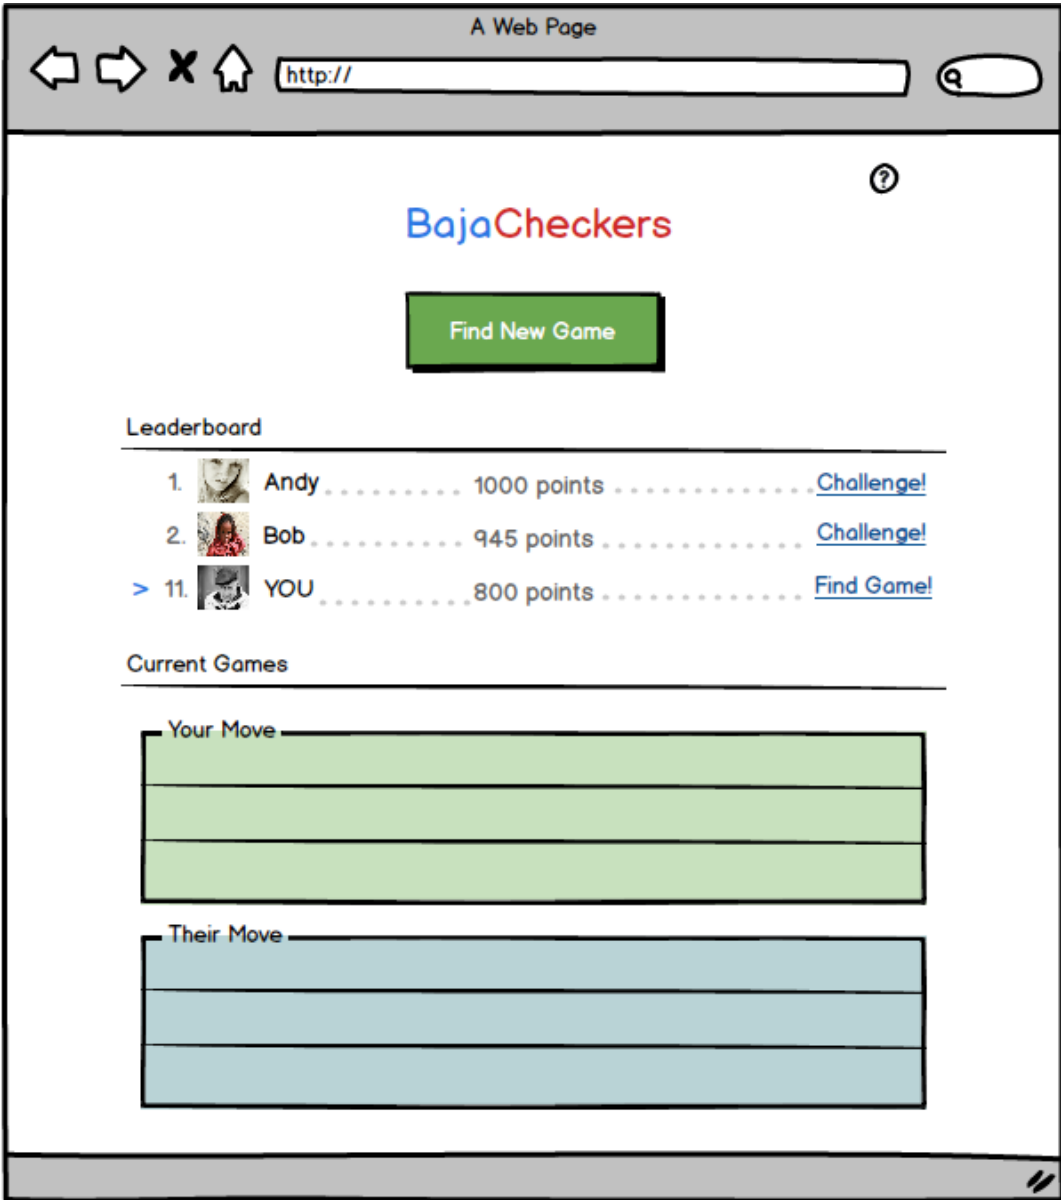 A Web Page
http://
?
BajaCheckers
Find New Game
Leaderboard
1. Andy 1000 points Challenge!
2. Bob 945 points Challenge!
> 11. YOU 800 points Find Game!
Current Games
Your Move
Their Move